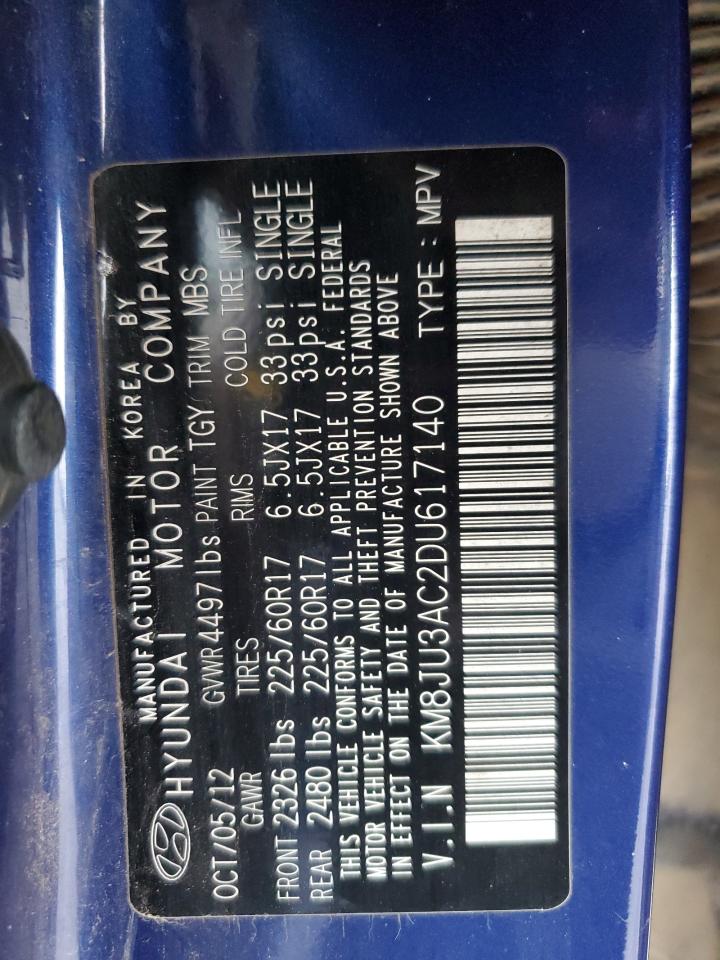 MANUFACTURED IN KOREA BY
HYUNDAI MOTOR COMPANY
OCT/05/12 GVWR 4497 lbs PAINT TGY TRIM MBS
GAWR TIRES RIMS COLD TIRE INFL
FRONT 2326 lbs 225/60R17 6.5JX17 33psi SINGLE
REAR 2480 lbs 225/60R17 6.5JX17 33psi SINGLE
THIS VEHICLE CONFORMS TO ALL APPLICABLE U.S.A. FEDERAL
MOTOR VEHICLE SAFETY AND THEFT PREVENTION STANDARDS
IN EFFECT ON THE DATE OF MANUFACTURE SHOWN ABOVE
V.I.N KM8JU3AC2DU617140 TYPE : MPV